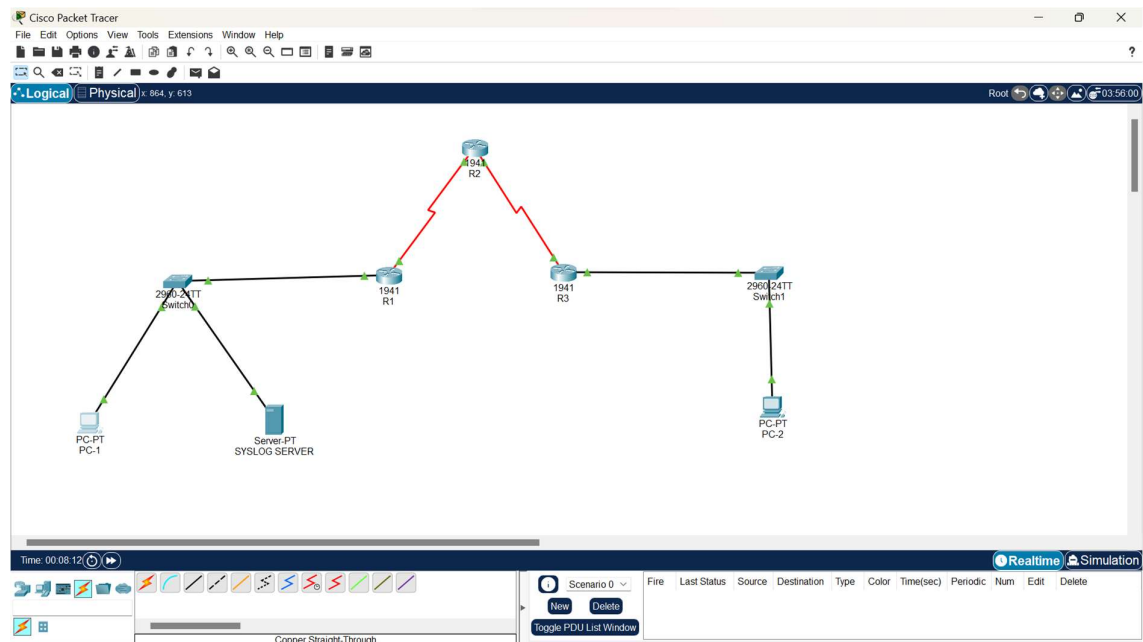 Cisco Packet Tracer
File Edit Options View Tools Extensions Window Help
?
Logical Physical x: 864, y: 613 Root 03:56:00
1941
R2
2960-24TT
Switch0
1941
R1
1941
R3
2960-24TT
Switch1
PC-PT
PC-1
Server-PT
SYSLOG SERVER
PC-PT
PC-2
Time: 00:08:12 Realtime Simulation
Scenario 0 Fire Last Status Source Destination Type Color Time(sec) Periodic Num Edit Delete
New Delete
Toggle PDU List Window
Copper Straight-Through